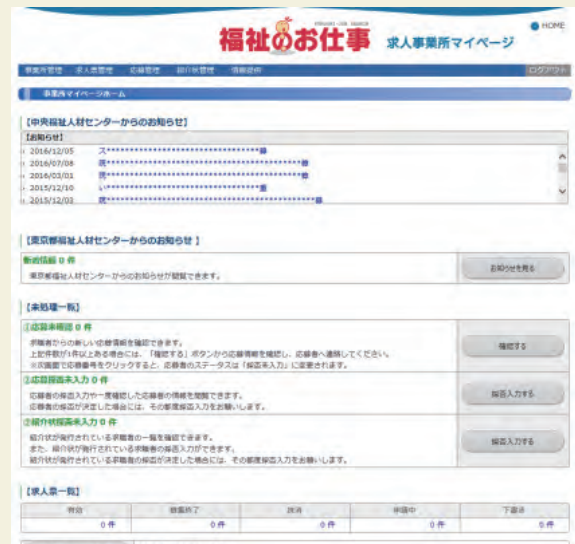 福祉のお仕事 求人事業所マイページ
HOME
事業所管理 求人票管理 応募管理 紹介状管理 情報提供 ログアウト
事業所マイページホーム
【中央福祉人材センターからのお知らせ】
【お知らせ】
2016/12/05
2016/07/08
2016/03/01
2015/12/10
2015/12/03
【東京都福祉人材センターからのお知らせ】
新着情報 0 件
東京都福祉人材センターからのお知らせが閲覧できます。
お知らせを見る
【未処理一覧】
①応募未確認 0 件
求職者からの新しい応募情報を確認できます。
上記件数が1件以上ある場合には、「確認する」ボタンから応募情報を確認し、応募者へ連絡してください。
※次画面で応募番号をクリックすると、応募者のステータスは「採否未入力」に変更されます。
確認する
②応募採否未入力 0 件
応募者の採否入力や一度確認した応募者の情報を閲覧できます。
応募者の採否が決定した場合には、その都度採否入力をお願いします。
採否入力する
③紹介状採否未入力 0 件
紹介状が発行されている求職者の一覧を確認できます。
また、紹介状が発行されている求職者の採否入力ができます。
紹介状が発行されている求職者の採否が決定した場合には、その都度採否入力をお願いします。
採否入力する
【求人票一覧】
有効 募集終了 取消 申請中 下書き
0 件 0 件 0 件 0 件 0 件